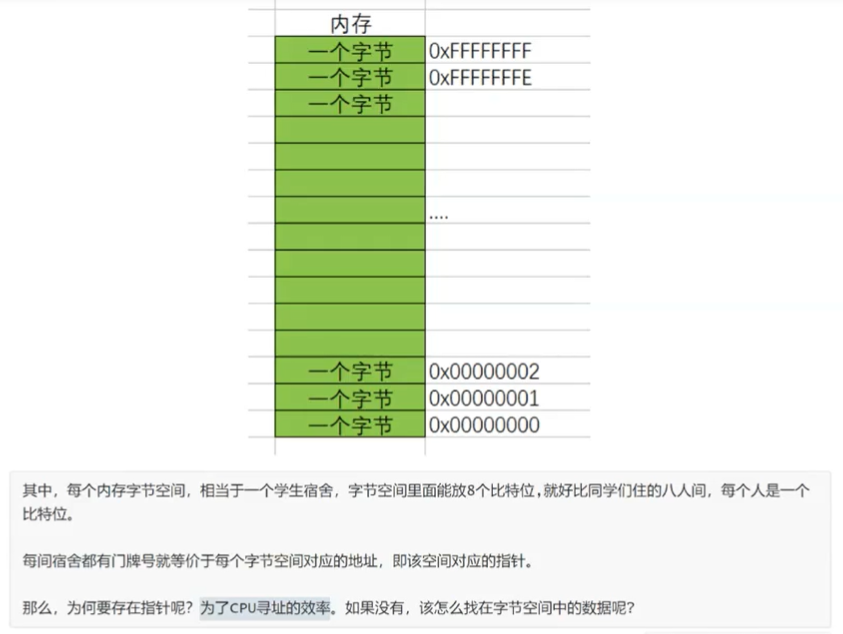 内存
一个字节 0xFFFFFFFF
一个字节 0xFFFFFFFE
一个字节
....
一个字节 0x00000002
一个字节 0x00000001
一个字节 0x00000000
其中，每个内存字节空间，相当于一个学生宿舍，字节空间里面能放8个比特位,就好比同学们住的八人间，每个人是一个
比特位。
每间宿舍都有门牌号就等价于每个字节空间对应的地址，即该空间对应的指针。
那么，为何要存在指针呢？为了CPU寻址的效率。如果没有，该怎么找在字节空间中的数据呢？